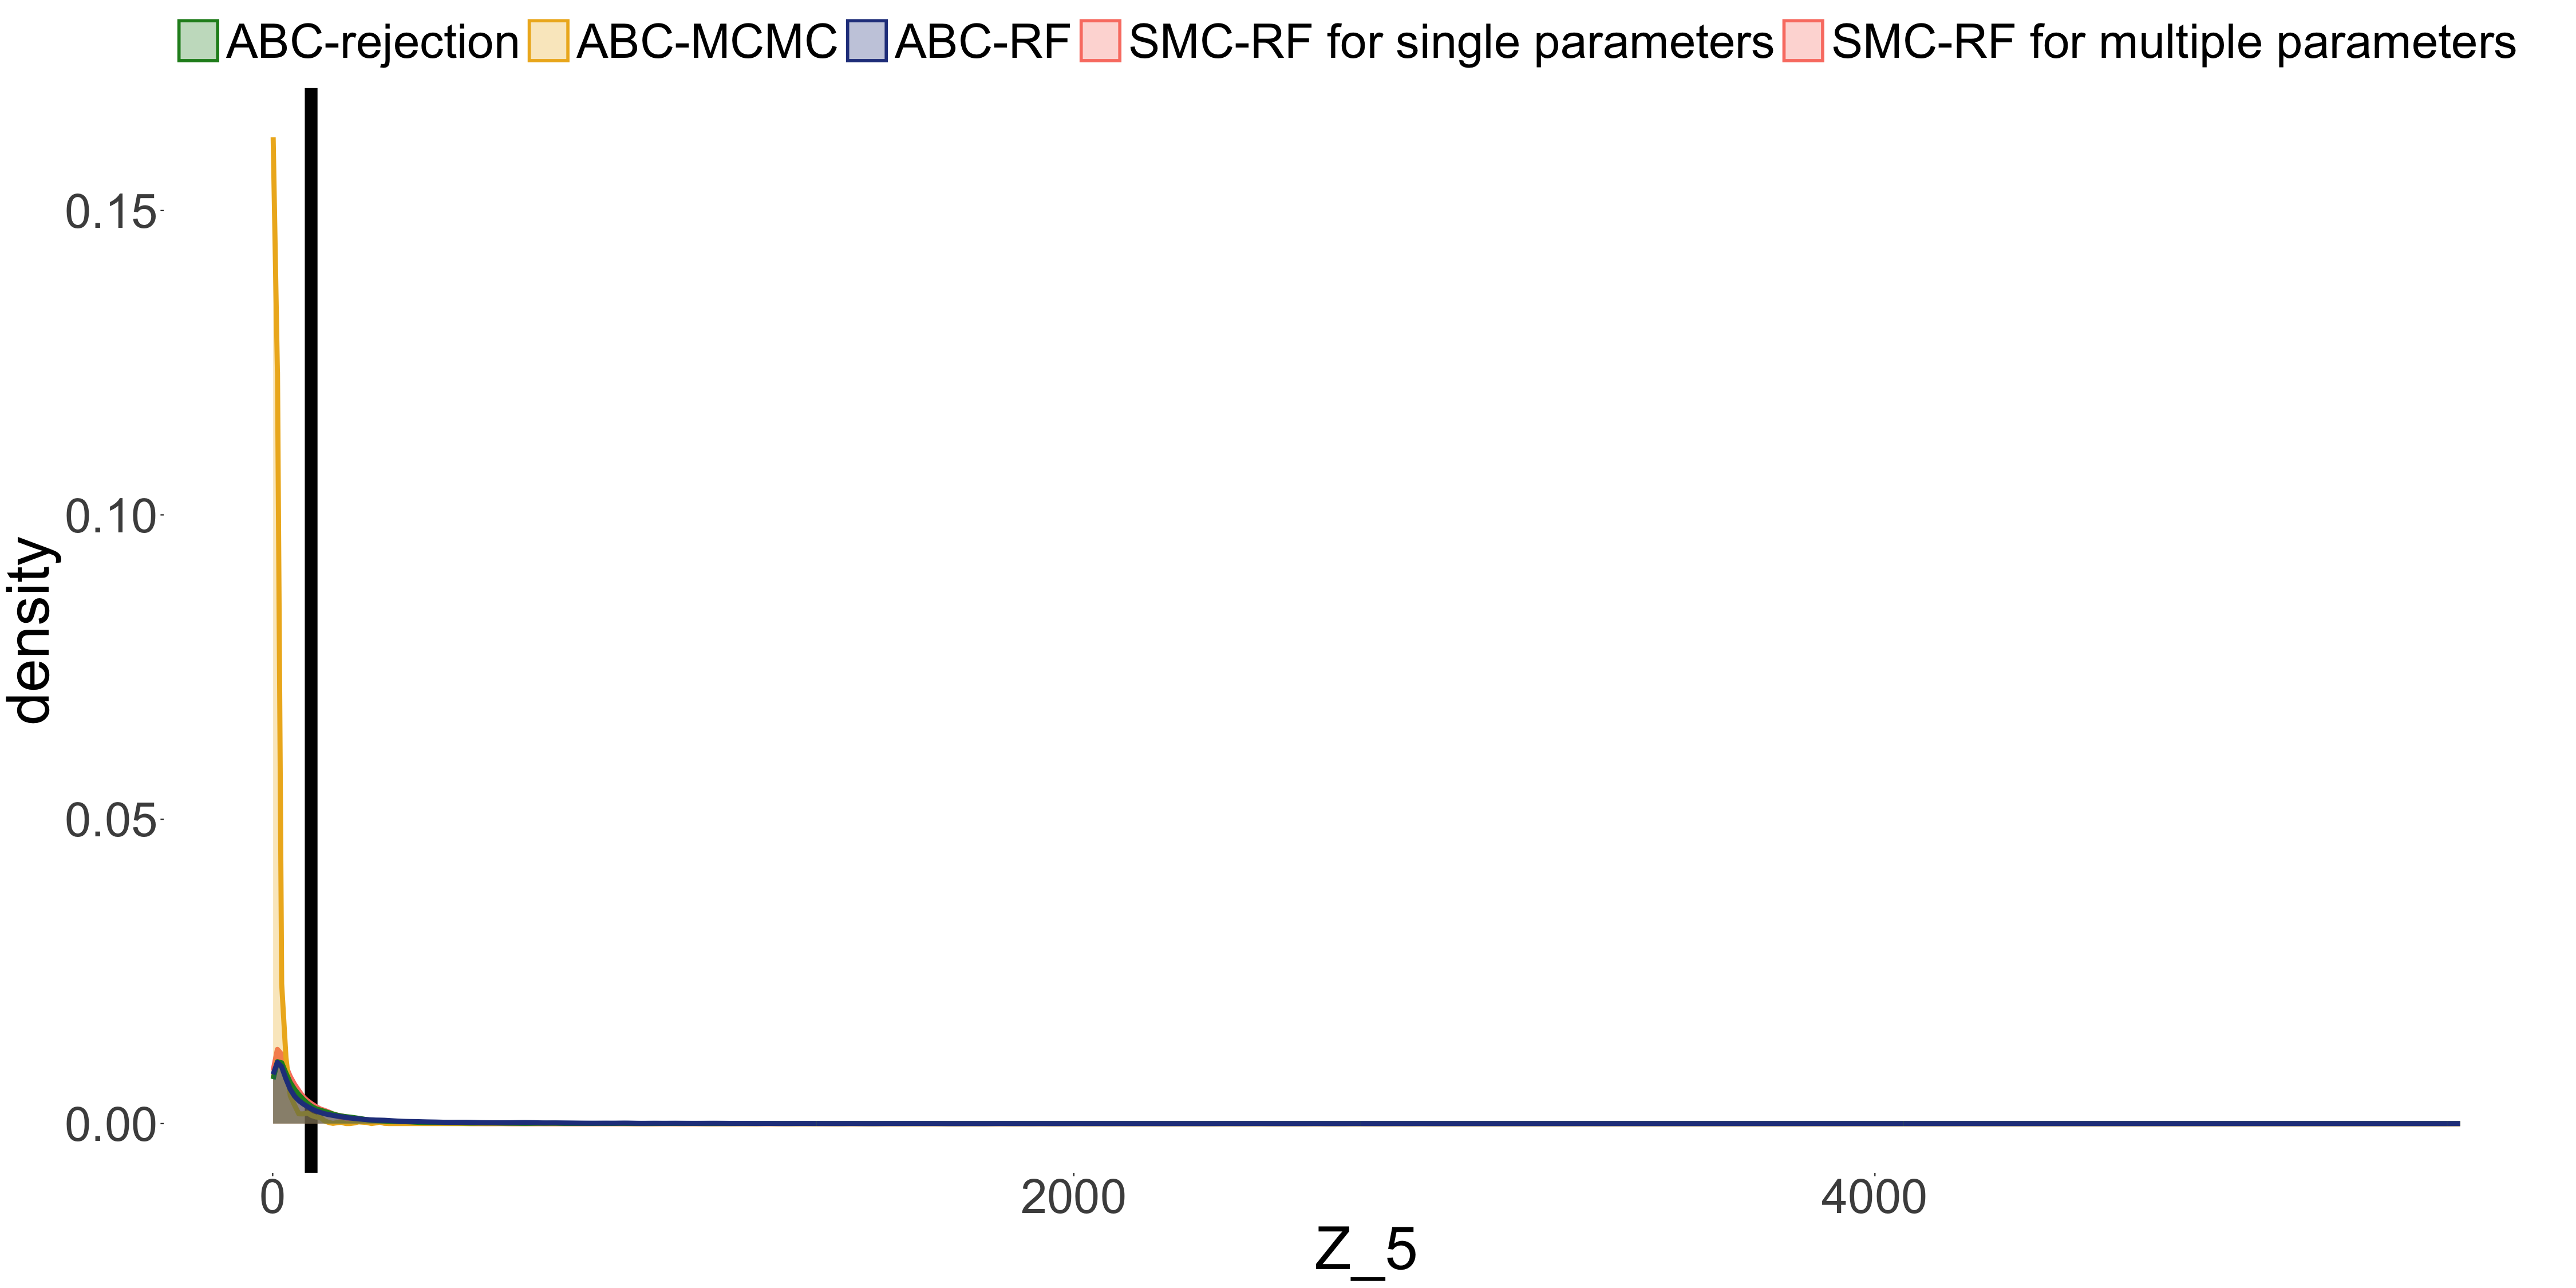 ABC-rejection ABC-MCMC ABC-RF SMC-RF for single parameters SMC-RF for multiple parameters
0.15
0.10
0.05
0.00
density
0 2000 4000
Z_5